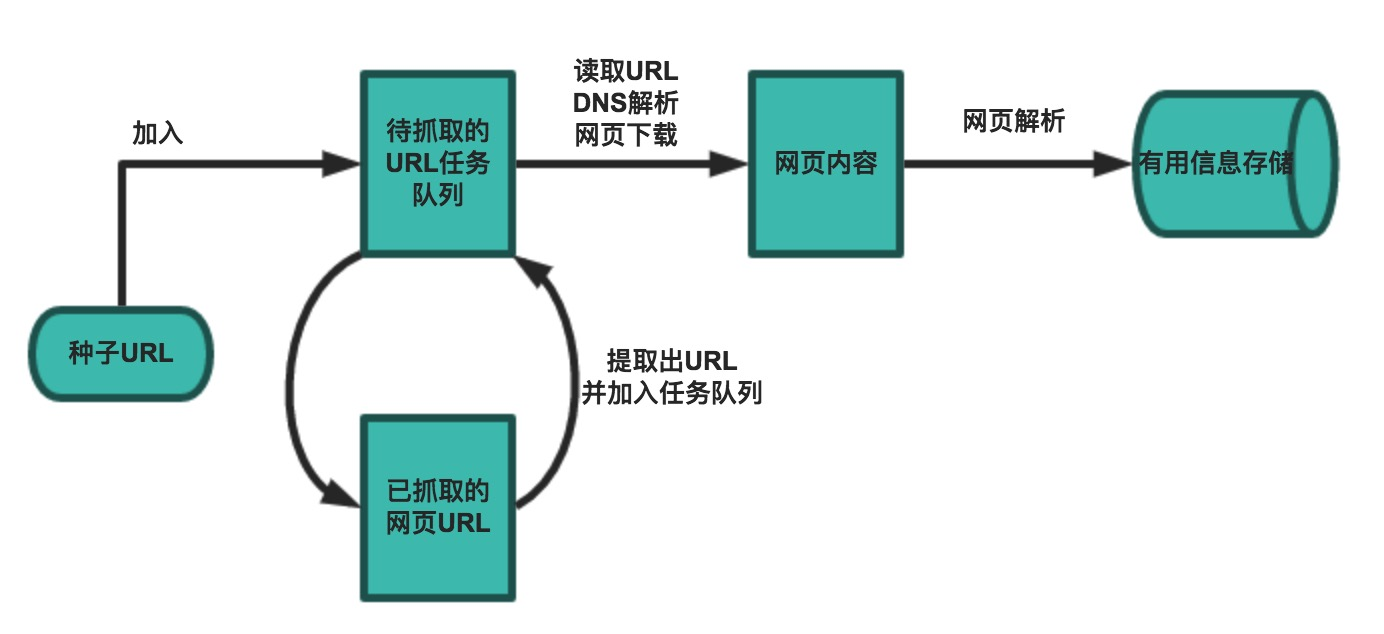 加入
待抓取的
URL任务
队列
读取URL
DNS解析
网页下载
网页内容
网页解析
有用信息存储
种子URL
提取出URL
并加入任务队列
已抓取的
网页URL